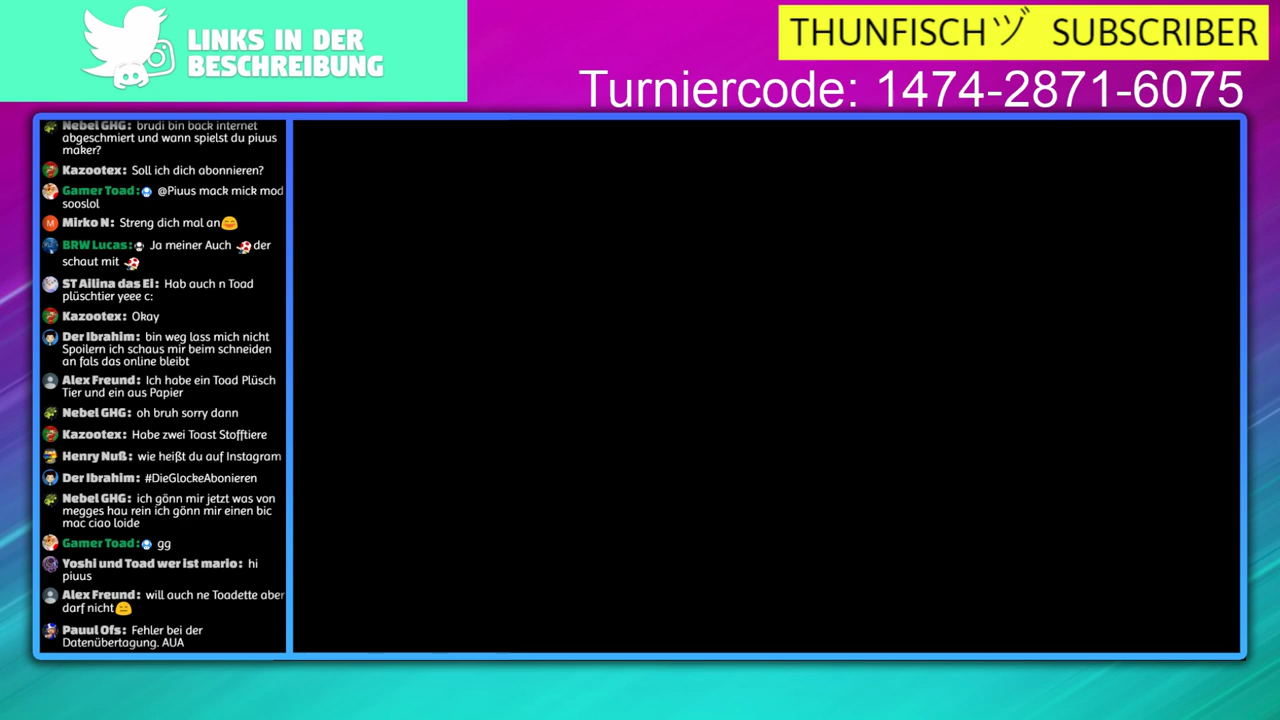 LINKS IN DER
BESCHREIBUNG
THUNFISCHヅ SUBSCRIBER
Turniercode: 1474-2871-6075
Nebel GHG: brudi bin back internet
abgeschmiert und wann spielst du piuus
maker?
Kazootex: Soll ich dich abonnieren?
Gamer Toad: @Piuus mack mick mod
sooslol
M Mirko N: Streng dich mal an
BRW Lucas: Ja meiner Auch der
schaut mit
ST Ailina das Ei: Hab auch n Toad
plüschtier yeee c:
Kazootex: Okay
Der Ibrahim: bin weg lass mich nicht
Spoilern ich schaus mir beim schneiden
an fals das online bleibt
Alex Freund: Ich habe ein Toad Plüsch
Tier und ein aus Papier
Nebel GHG: oh bruh sorry dann
Kazootex: Habe zwei Toast Stofftiere
Henry Nuß: wie heißt du auf Instagram
Der Ibrahim: #DieGlockeAbonieren
Nebel GHG: ich gönn mir jetzt was von
megges hau rein ich gönn mir einen bic
mac ciao loide
Gamer Toad: gg
Yoshi und Toad wer ist mario: hi
piuus
Alex Freund: will auch ne Toadette aber
darf nicht
Pauul Ofs: Fehler bei der
Datenübertagung. AUA